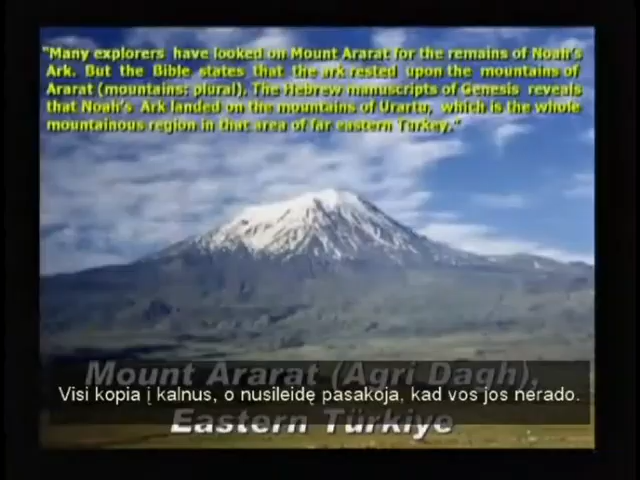 "Many explorers have looked on Mount Ararat for the remains of Noah's
Ark. But the Bible states that the ark rested upon the mountains of
Ararat (mountains: plural). The Hebrew manuscripts of Genesis reveals
that Noah's Ark landed on the mountains of Urartu, which is the whole
mountainous region in that area of far eastern Turkey."
Mount Ararat (Agri Dagh),
Visi kopia į kalnus, o nusileidę pasakoja, kad vos jos nerado.
Eastern Türkiye